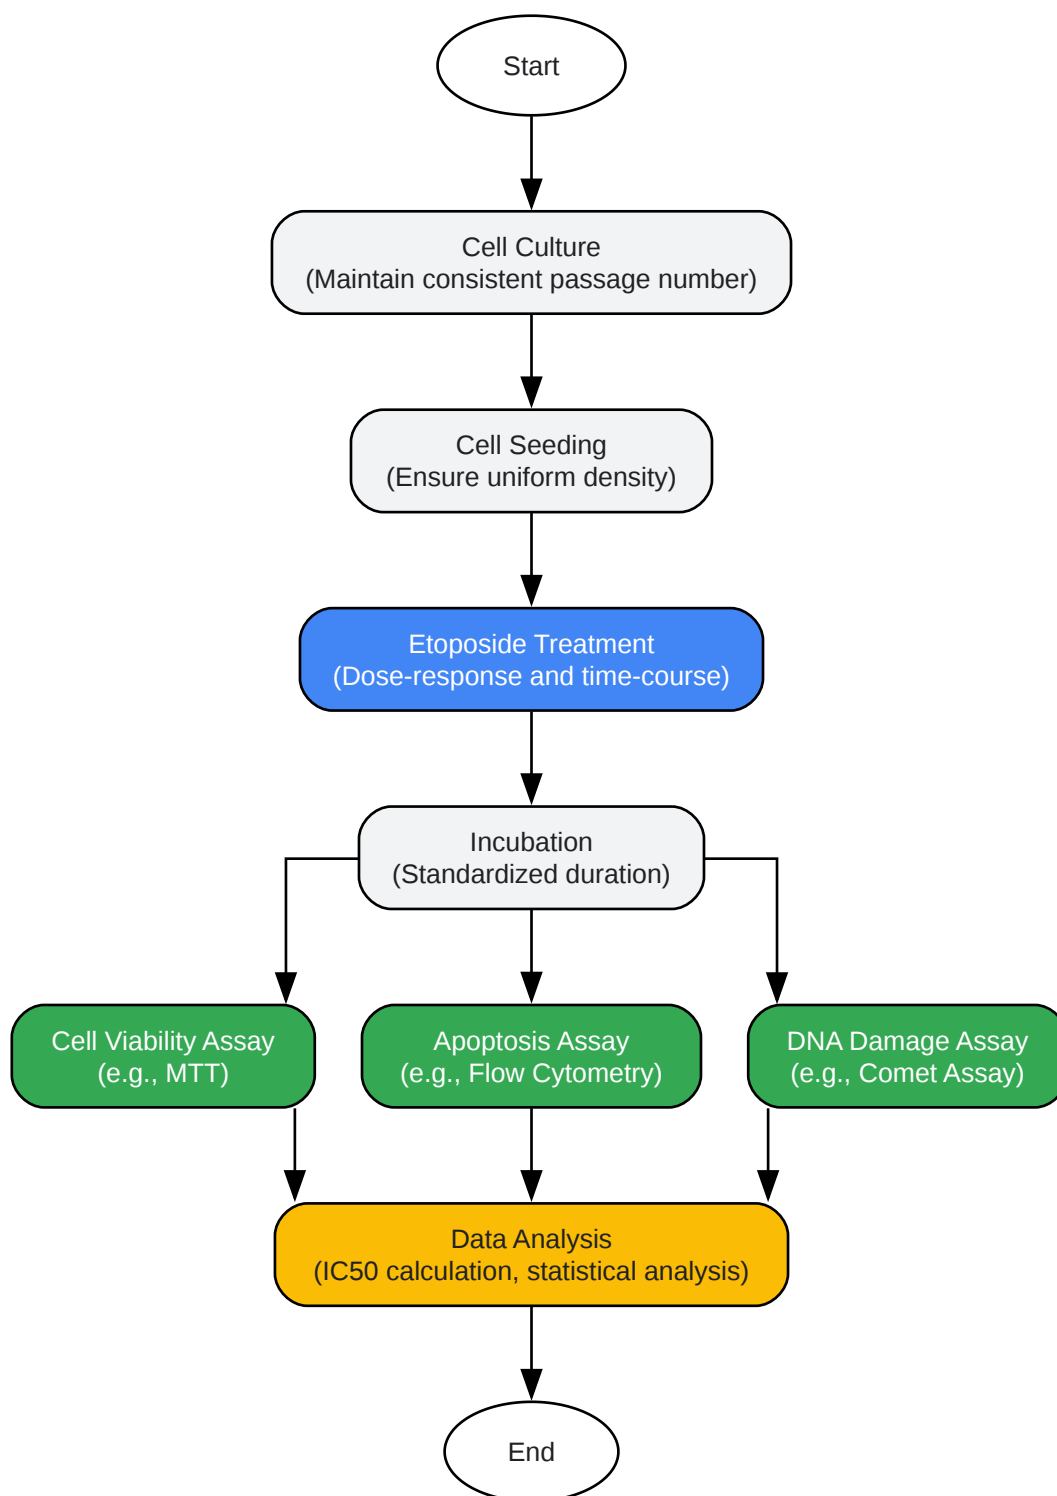 Start
Cell Culture
(Maintain consistent passage number)
Cell Seeding
(Ensure uniform density)
Etoposide Treatment
(Dose-response and time-course)
Incubation
(Standardized duration)
Cell Viability Assay
(e.g., MTT)
Apoptosis Assay
(e.g., Flow Cytometry)
DNA Damage Assay
(e.g., Comet Assay)
Data Analysis
(IC50 calculation, statistical analysis)
End